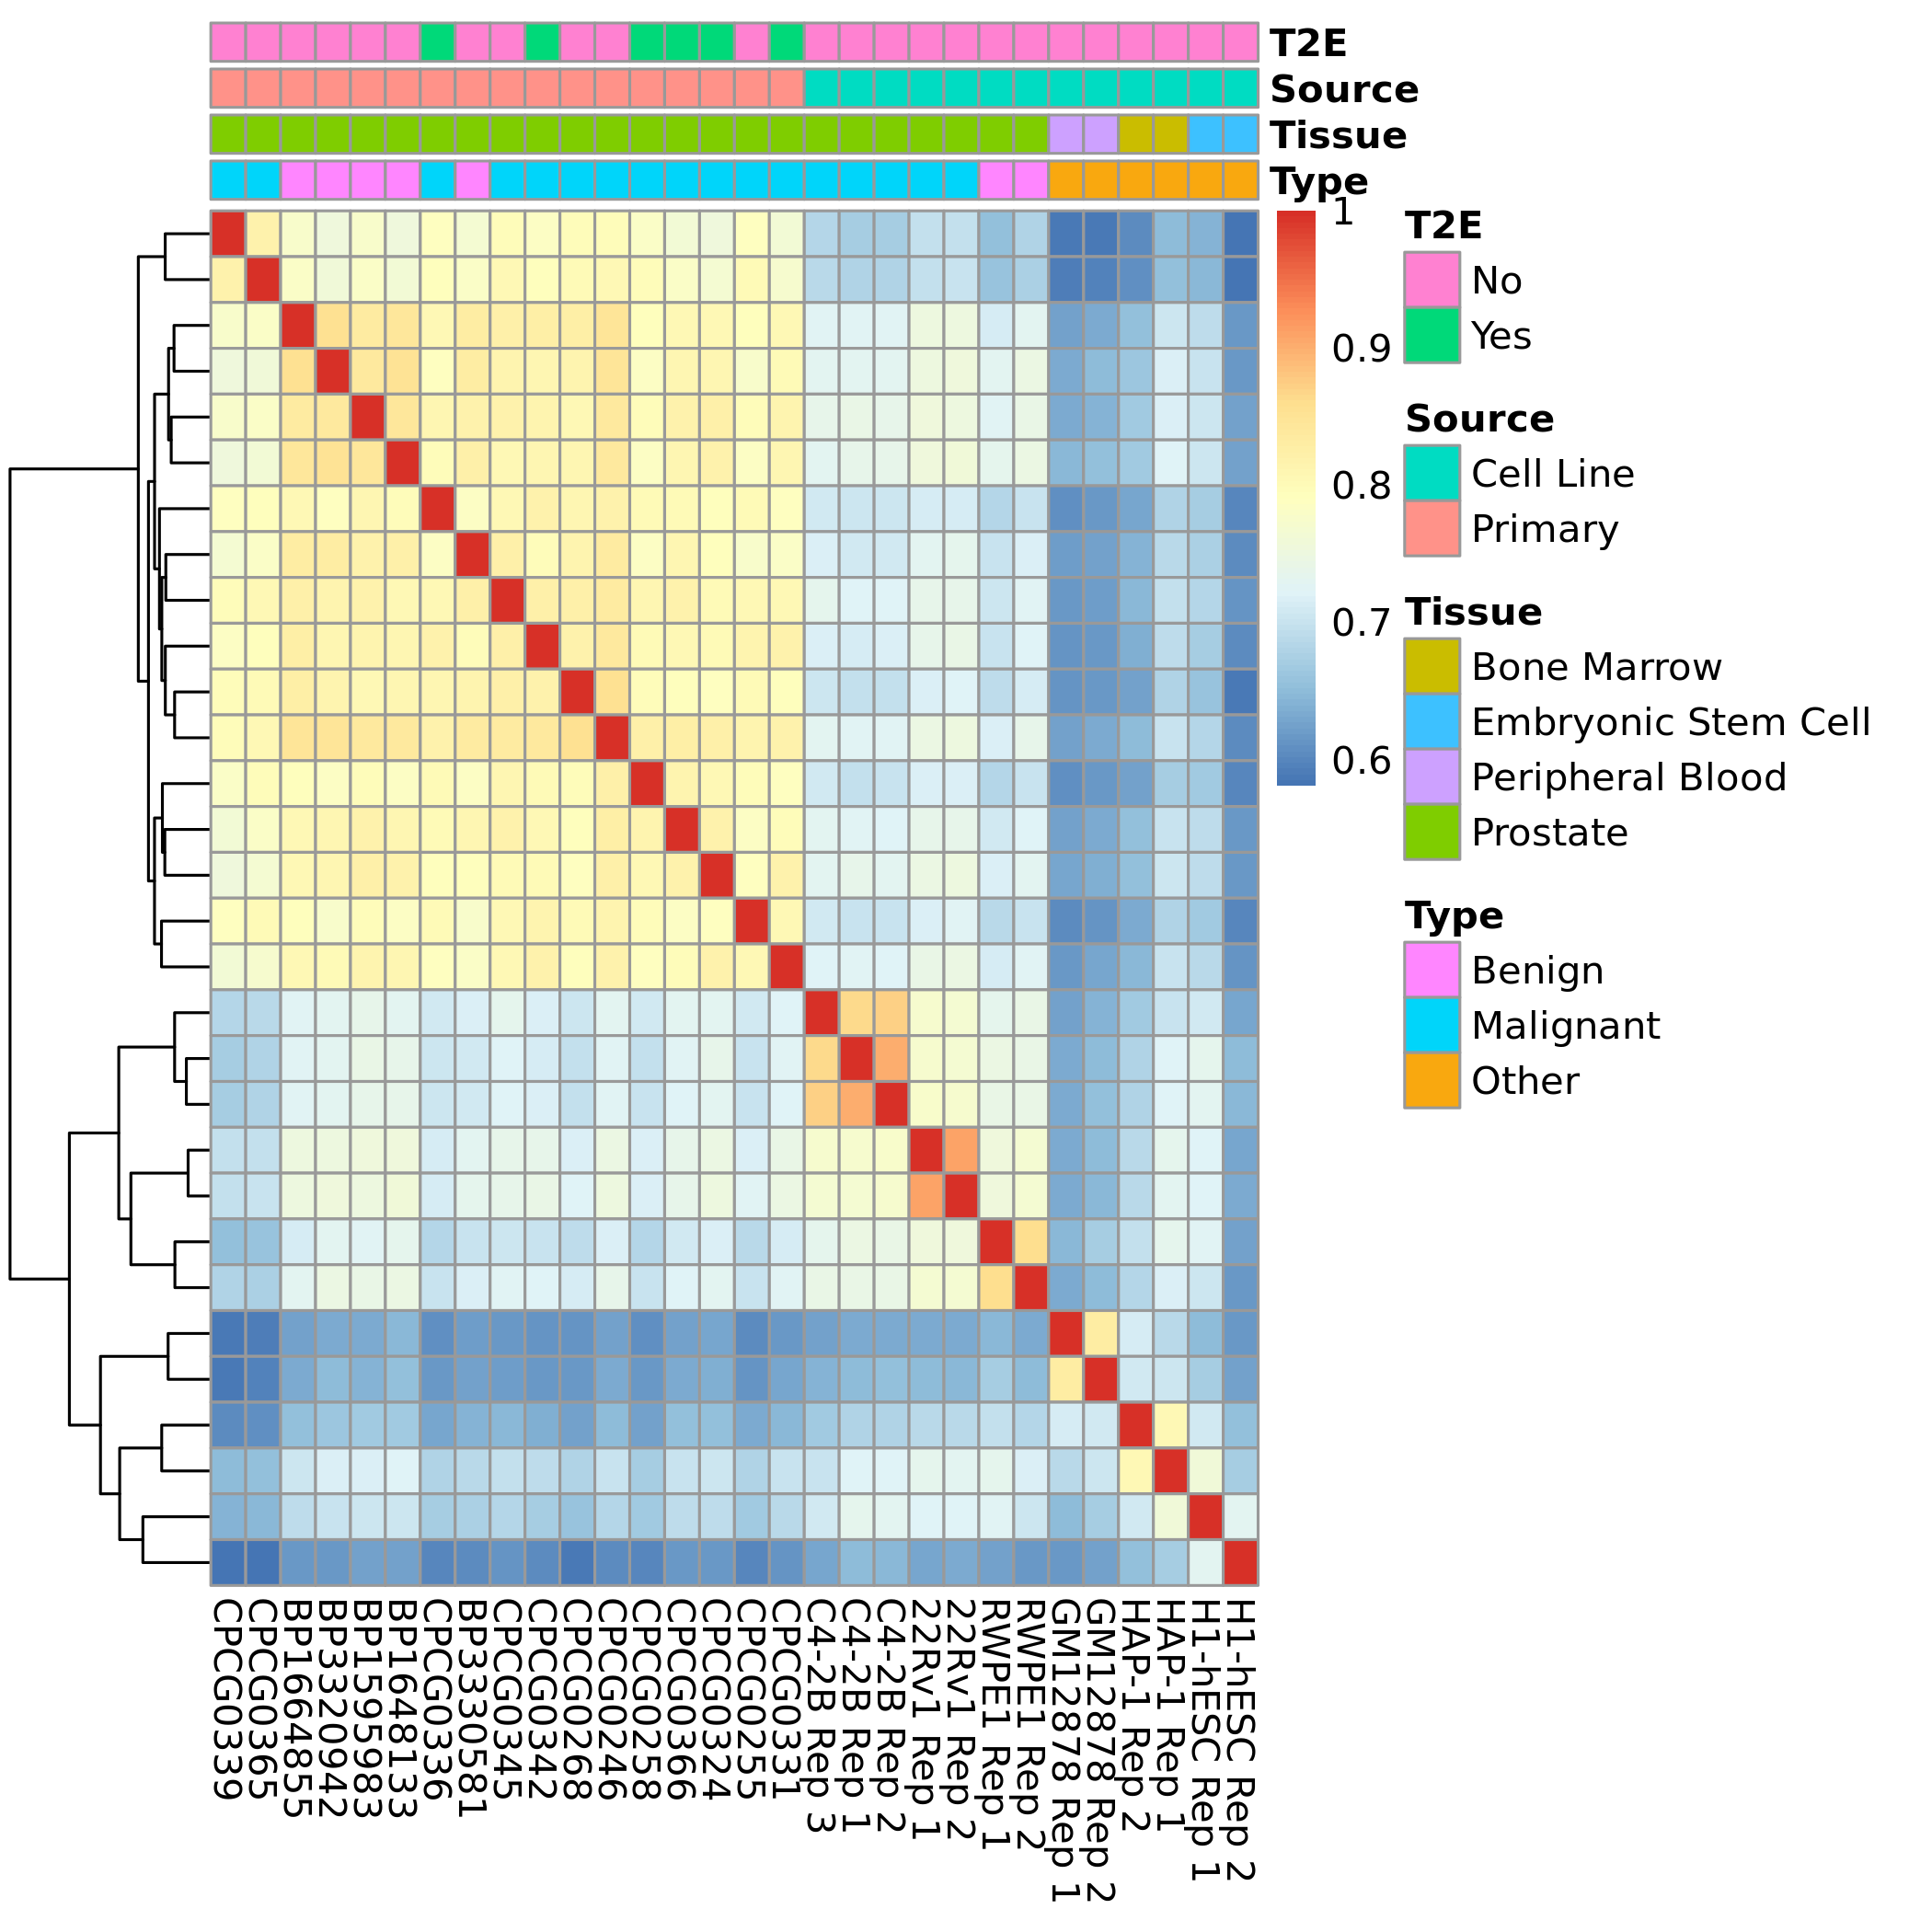 T2E
Source
Tissue
Type
1
0.9
0.8
0.7
0.6
T2E
No
Yes
Source
Cell Line
Primary
Tissue
Bone Marrow
Embryonic Stem Cell
Peripheral Blood
Prostate
Type
Benign
Malignant
Other
CPCG0339
CPCG0365
BP1664855
BP3320942
BP1595983
BP1648133
CPCG0336
BP3330581
CPCG0345
CPCG0342
CPCG0268
CPCG0246
CPCG0258
CPCG0366
CPCG0324
CPCG0255
CPCG0331
C4-2B Rep 3
C4-2B Rep 1
C4-2B Rep 2
22Rv1 Rep 1
22Rv1 Rep 2
RWPE1 Rep 1
RWPE1 Rep 2
GM12878 Rep 1
GM12878 Rep 2
HAP-1 Rep 2
HAP-1 Rep 1
H1-hESC Rep 1
H1-hESC Rep 2